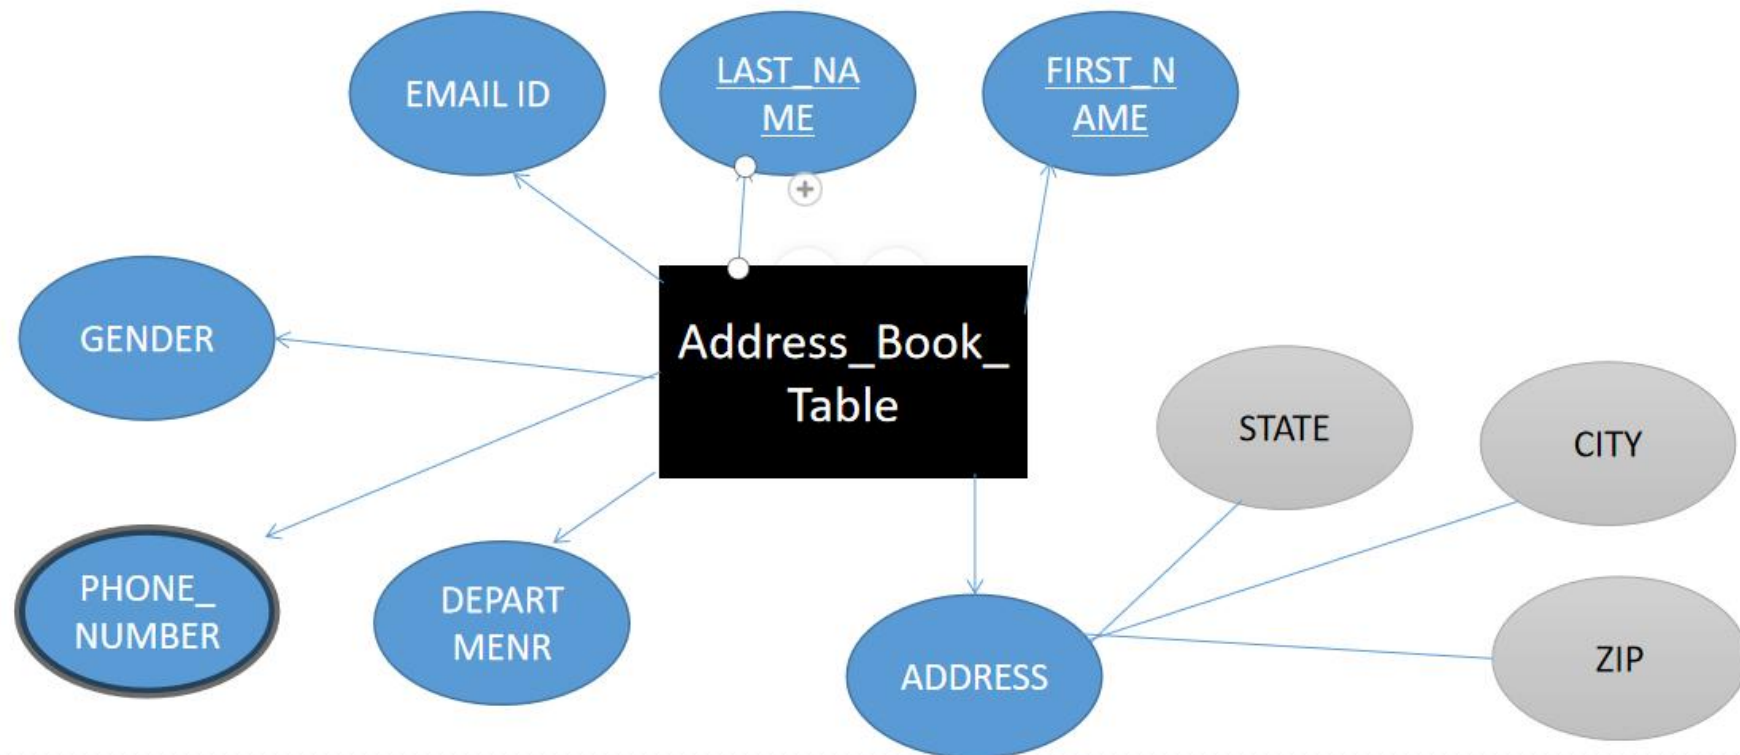 EMAIL ID
LAST_NA
ME
FIRST_N
AME
GENDER
Address_Book_
Table
STATE
CITY
PHONE_
NUMBER
DEPART
MENR
ADDRESS
ZIP